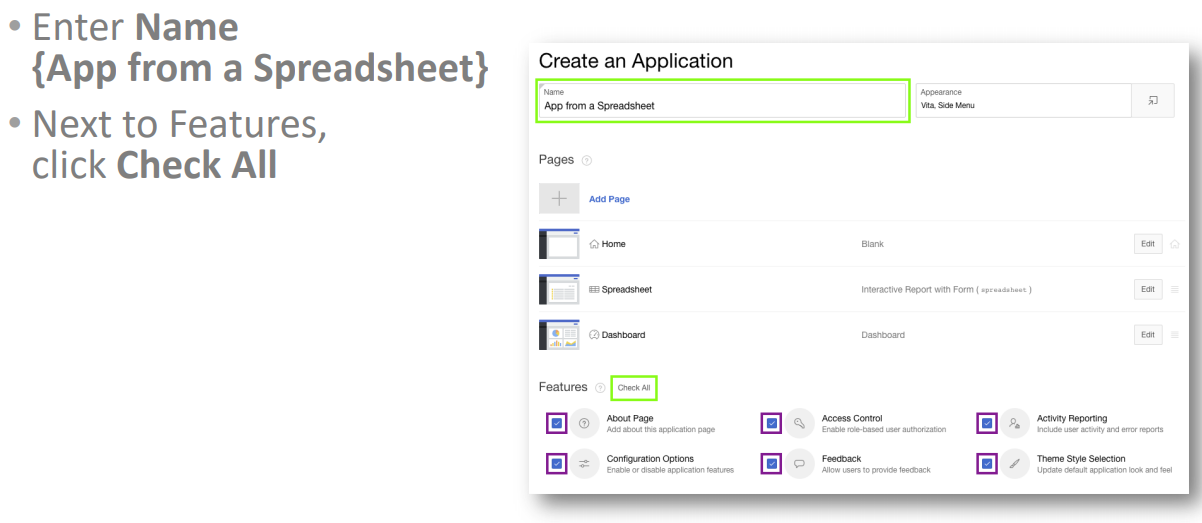 • Enter Name
{App from a Spreadsheet}
• Next to Features,
click Check All
Create an Application
Name
App from a Spreadsheet
Appearance
Vita, Side Menu
Pages ?
Add Page
Home Blank Edit
Spreadsheet Interactive Report with Form ( spreadsheet ) Edit
Dashboard Dashboard Edit
Features ? Check All
About Page
Add about this application page
Access Control
Enable role-based user authorization
Activity Reporting
Include user activity and error reports
Configuration Options
Enable or disable application features
Feedback
Allow users to provide feedback
Theme Style Selection
Update default application look and feel